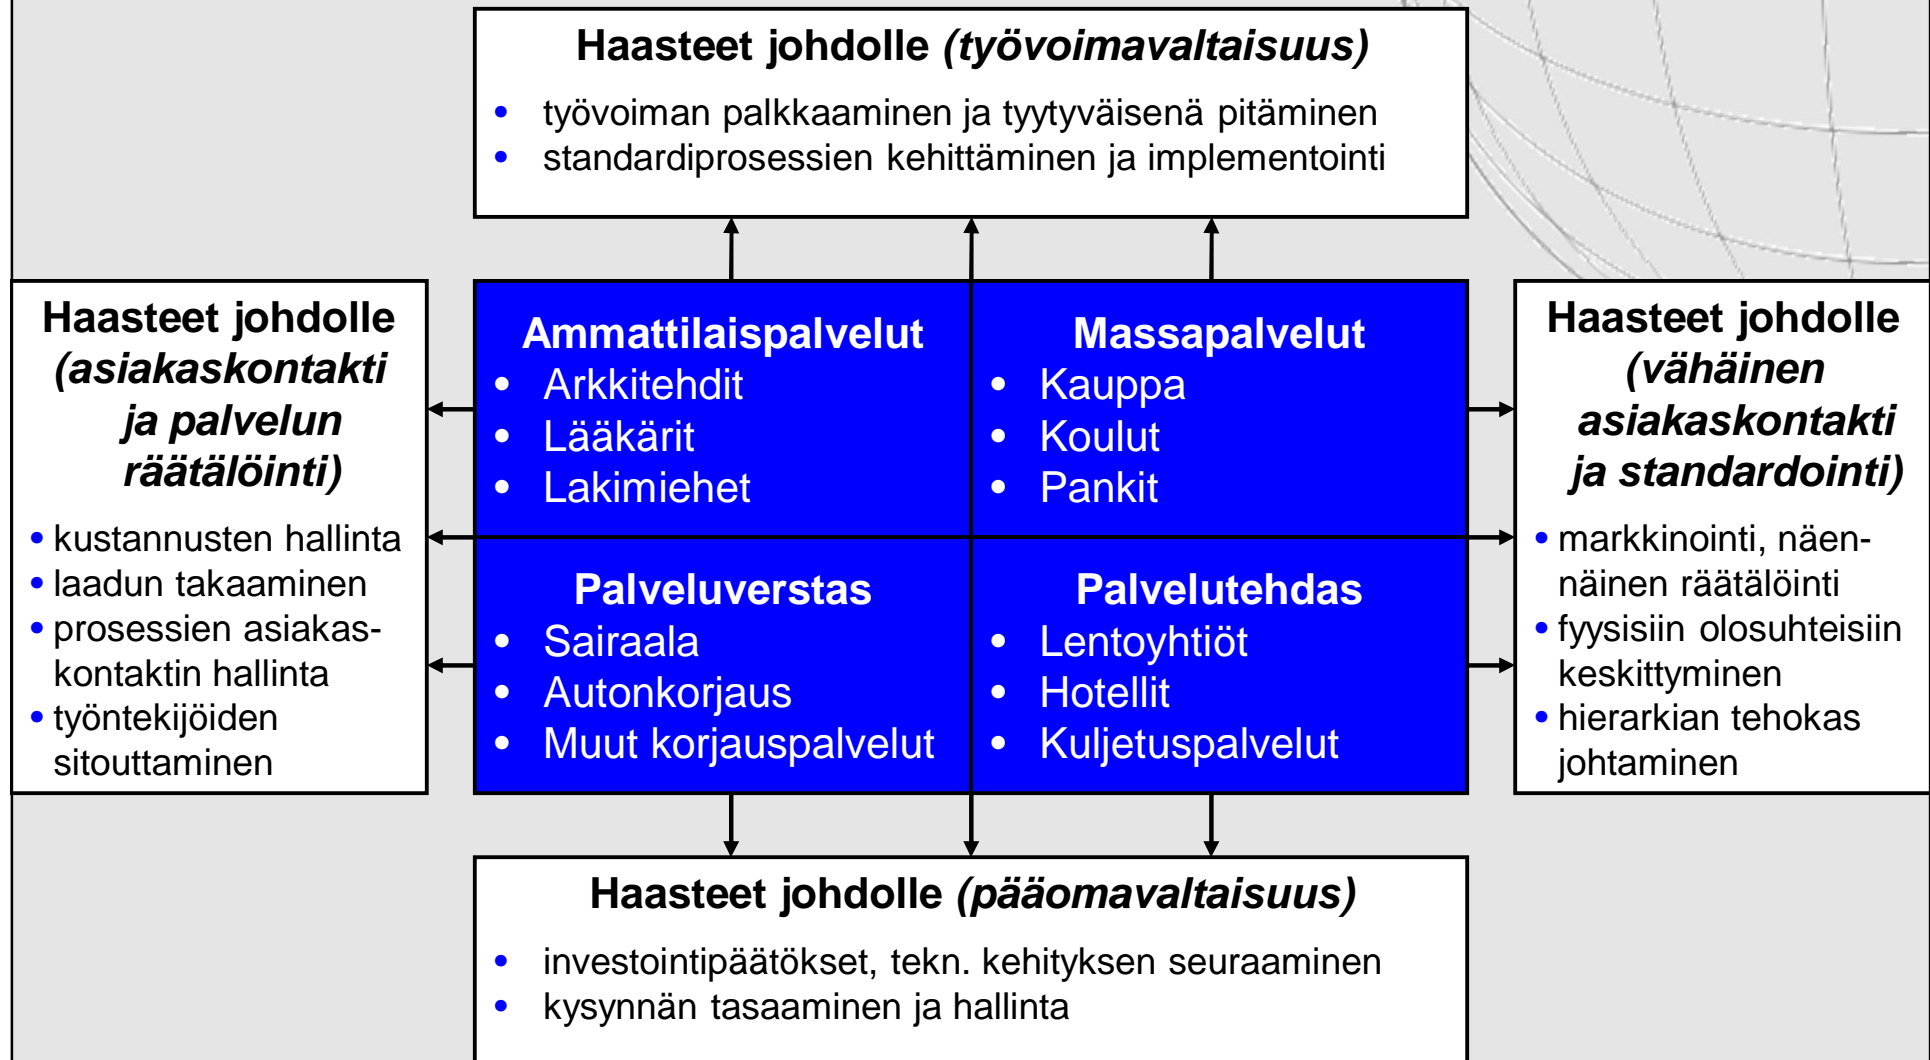 Haasteet johdolle (työvoimavaltaisuus)
• työvoiman palkkaaminen ja tyytyväisenä pitäminen
• standardiprosessien kehittäminen ja implementointi
Haasteet johdolle
(asiakaskontakti
ja palvelun
räätälöinti)
• kustannusten hallinta
• laadun takaaminen
• prosessien asiakas-
kontaktin hallinta
• työntekijöiden
sitouttaminen
Ammattilaispalvelut
• Arkkitehdit
• Lääkärit
• Lakimiehet
Massapalvelut
• Kauppa
• Koulut
• Pankit
Palveluverstas
• Sairaala
• Autonkorjaus
• Muut korjauspalvelut
Palvelutehdas
• Lentoyhtiöt
• Hotellit
• Kuljetuspalvelut
Haasteet johdolle
(vähäinen
asiakaskontakti
ja standardointi)
• markkinointi, näen-
näinen räätälöinti
• fyysisiin olosuhteisiin
keskittyminen
• hierarkian tehokas
johtaminen
Haasteet johdolle (pääomavaltaisuus)
• investointipäätökset, tekn. kehityksen seuraaminen
• kysynnän tasaaminen ja hallinta